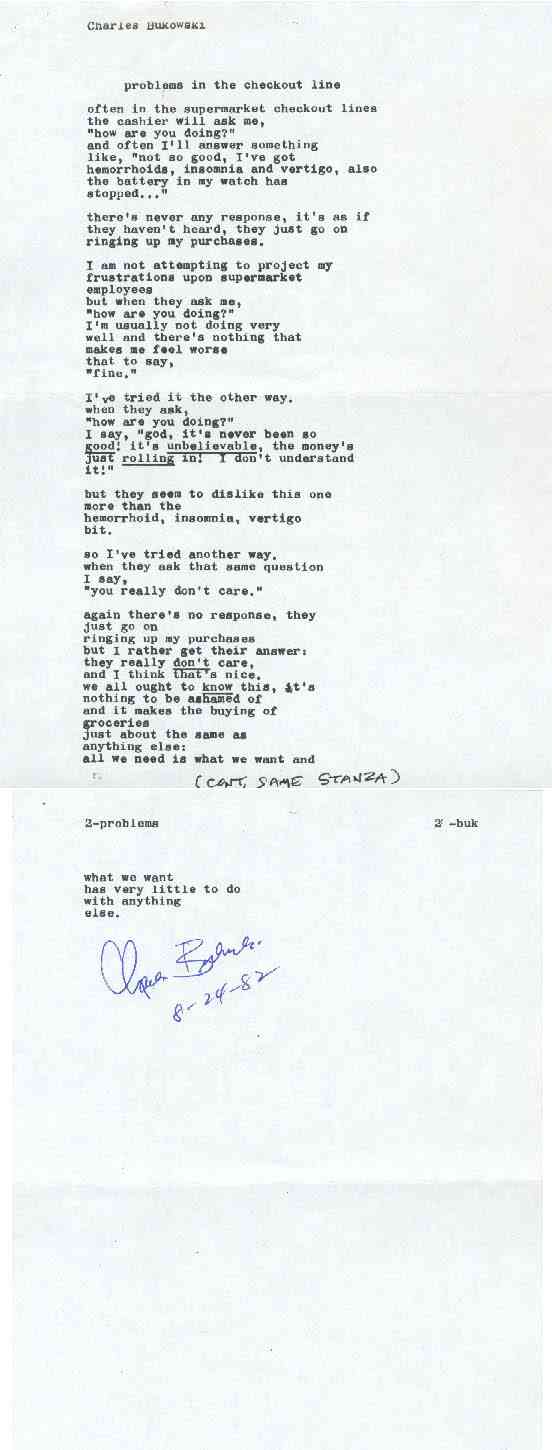 Charles Bukowski
problems in the checkout line
often in the supermarket checkout lines
the cashier will ask me,
"how are you doing?"
and often I'll answer something
like, "not so good, I've got
hemorrhoids, insomnia and vertigo, also
the battery in my watch has
stopped..."
there's never any response, it's as if
they haven't heard, they just go on
ringing up my purchases.
I am not attempting to project my
frustrations upon supermarket
employees
but when they ask me,
"how are you doing?"
I'm usually not doing very
well and there's nothing that
makes me feel worse
that to say,
"fine."
I've tried it the other way.
when they ask,
"how are you doing?"
I say, "god, it's never been so
good! it's unbelievable, the money's
just rolling in!  I don't understand
it!"
but they seem to dislike this one
more than the
hemorrhoid, insomnia, vertigo
bit.
so I've tried another way.
when they ask that same question
I say,
"you really don't care."
again there's no response, they
just go on
ringing up my purchases
but I rather get their answer:
they really don't care,
and I think that's nice.
we all ought to know this, it's
nothing to be ashamed of
and it makes the buying of
groceries
just about the same as
anything else:
all we need is what we want and
(CONT, SAME STANZA)
2-problems 2 -buk
what we want
has very little to do
with anything
else.
Charles Bukowski
8-24-82